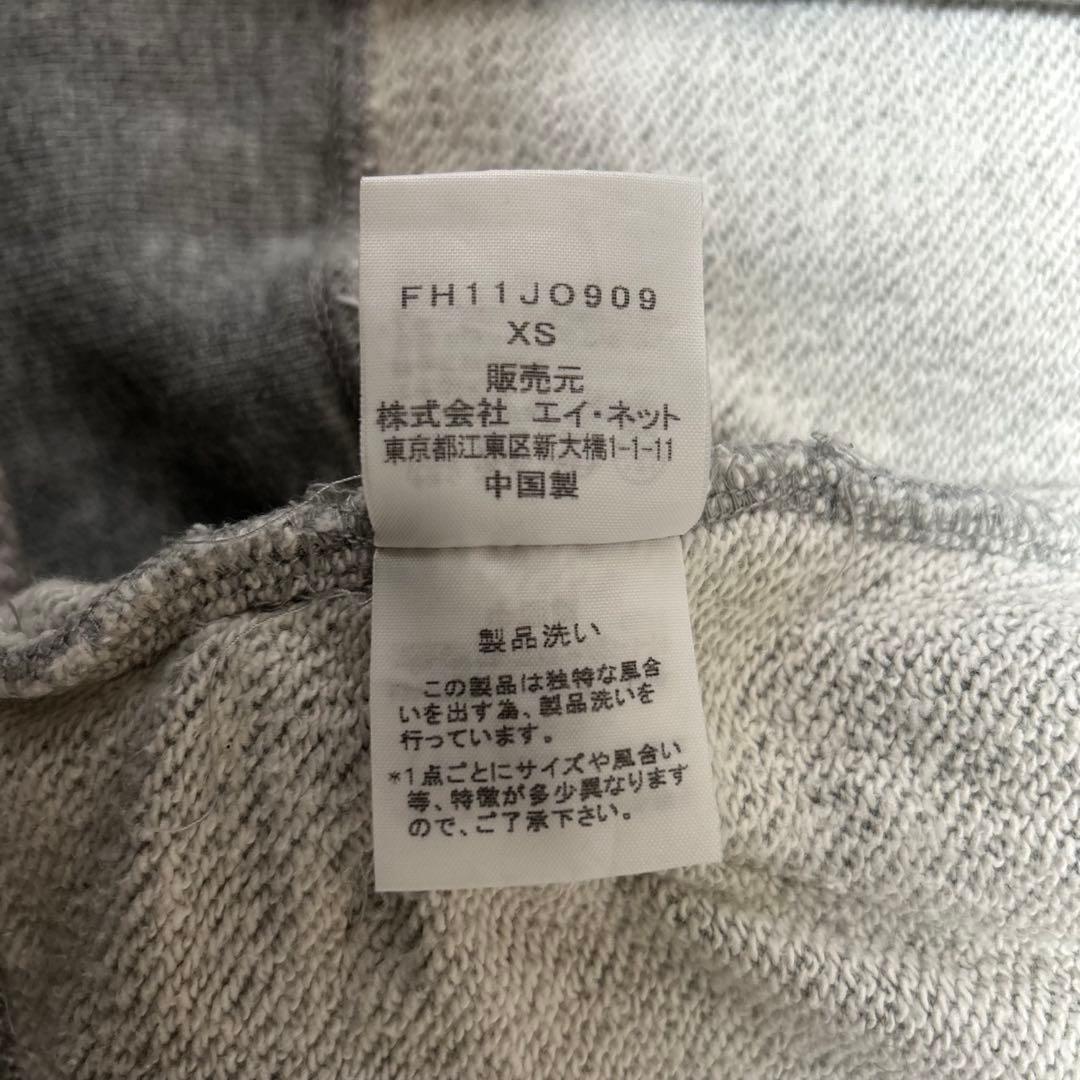 FH11JO909
XS
販売元
株式会社 エイ・ネット
東京都江東区新大橋1-1-11
中国製
製品洗い
この製品は独特な風合
いを出す為、製品洗いを
行っています。
*1点ごとにサイズや風合い
等、特徴が多少異なります
ので、ご了承下さい。